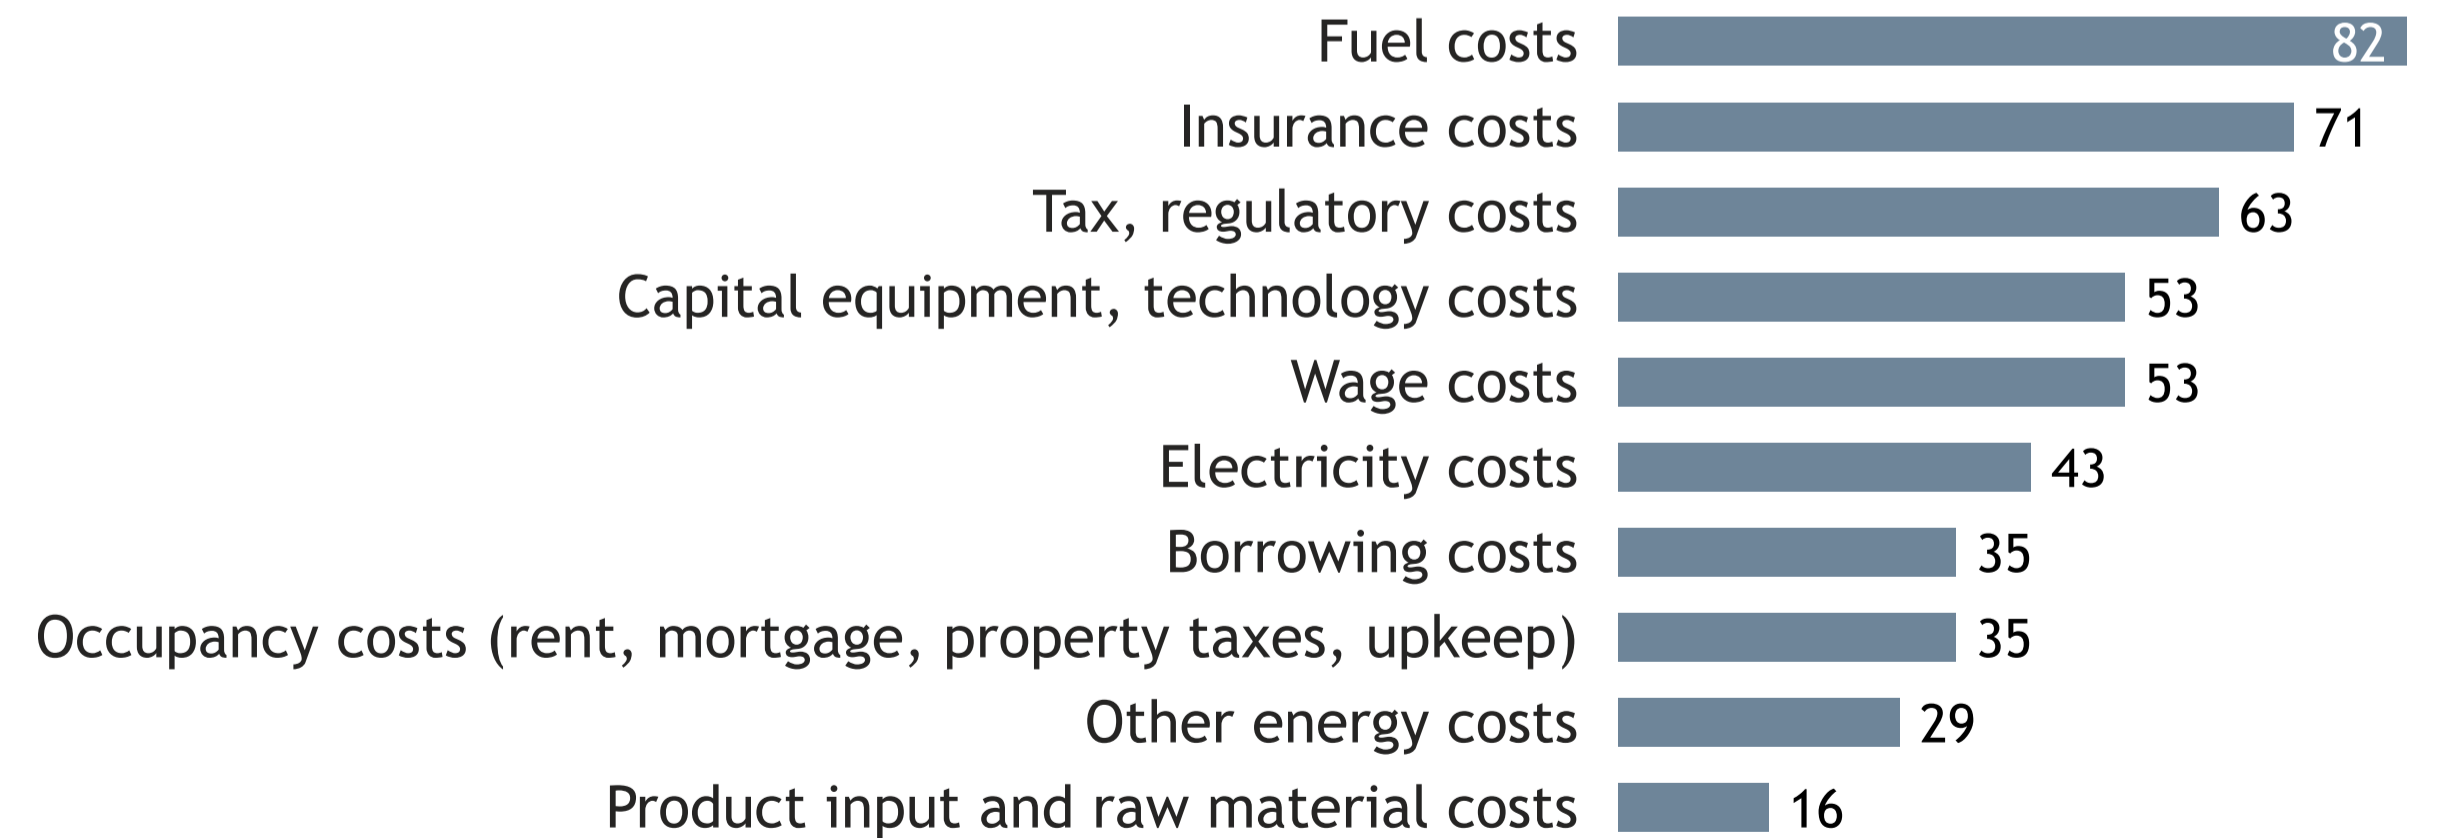 Fuel costs 82
Insurance costs 71
Tax, regulatory costs 63
Capital equipment, technology costs 53
Wage costs 53
Electricity costs 43
Borrowing costs 35
Occupancy costs (rent, mortgage, property taxes, upkeep) 35
Other energy costs 29
Product input and raw material costs 16